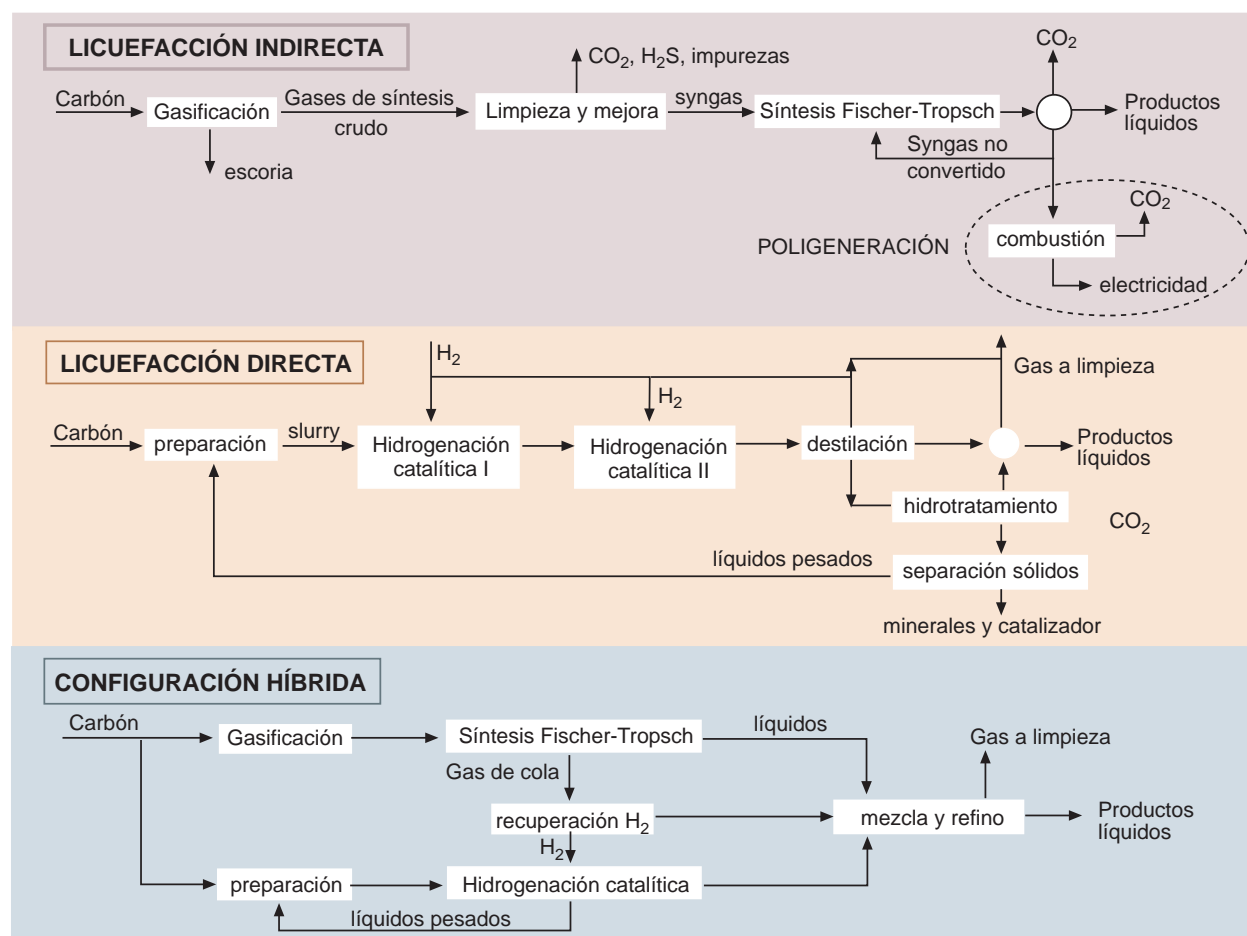 LICUEFACCIÓN INDIRECTA
CO2
CO2, H2S, impurezas
Carbón
Gasificación
Gases de síntesis
crudo
Limpieza y mejora
syngas
Síntesis Fischer-Tropsch
Productos
líquidos
escoria
Syngas no
convertido
CO2
POLIGENERACIÓN
combustión
electricidad
LICUEFACCIÓN DIRECTA
H2
Gas a limpieza
H2
Carbón
preparación
slurry
Hidrogenación
catalítica I
Hidrogenación
catalítica II
destilación
Productos
líquidos
hidrotratamiento
CO2
líquidos pesados
separación sólidos
minerales y catalizador
CONFIGURACIÓN HÍBRIDA
Carbón
Gasificación
Síntesis Fischer-Tropsch
líquidos
Gas a limpieza
Gas de cola
recuperación H2
mezcla y refino
Productos
líquidos
H2
preparación
Hidrogenación catalítica
líquidos pesados